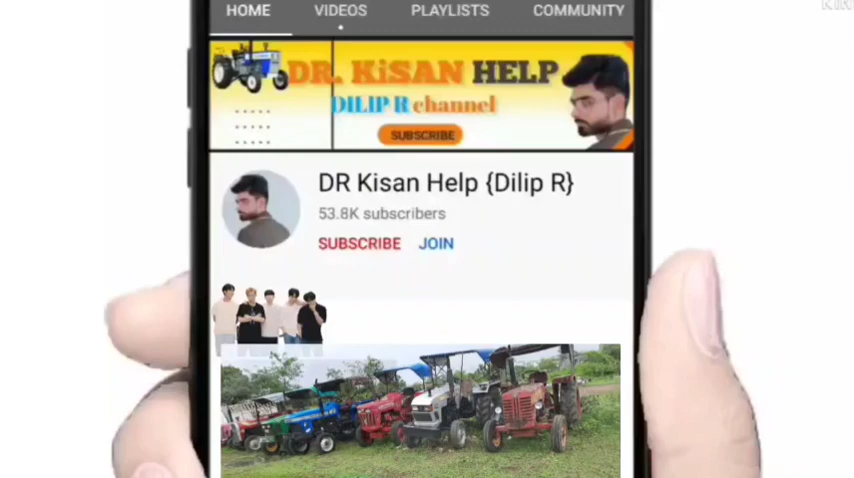 HOME VIDEOS PLAYLISTS COMMUNITY
DR. KiSAN HELP
DILIP R channel
SUBSCRIBE
DR Kisan Help {Dilip R}
53.8K subscribers
SUBSCRIBE JOIN